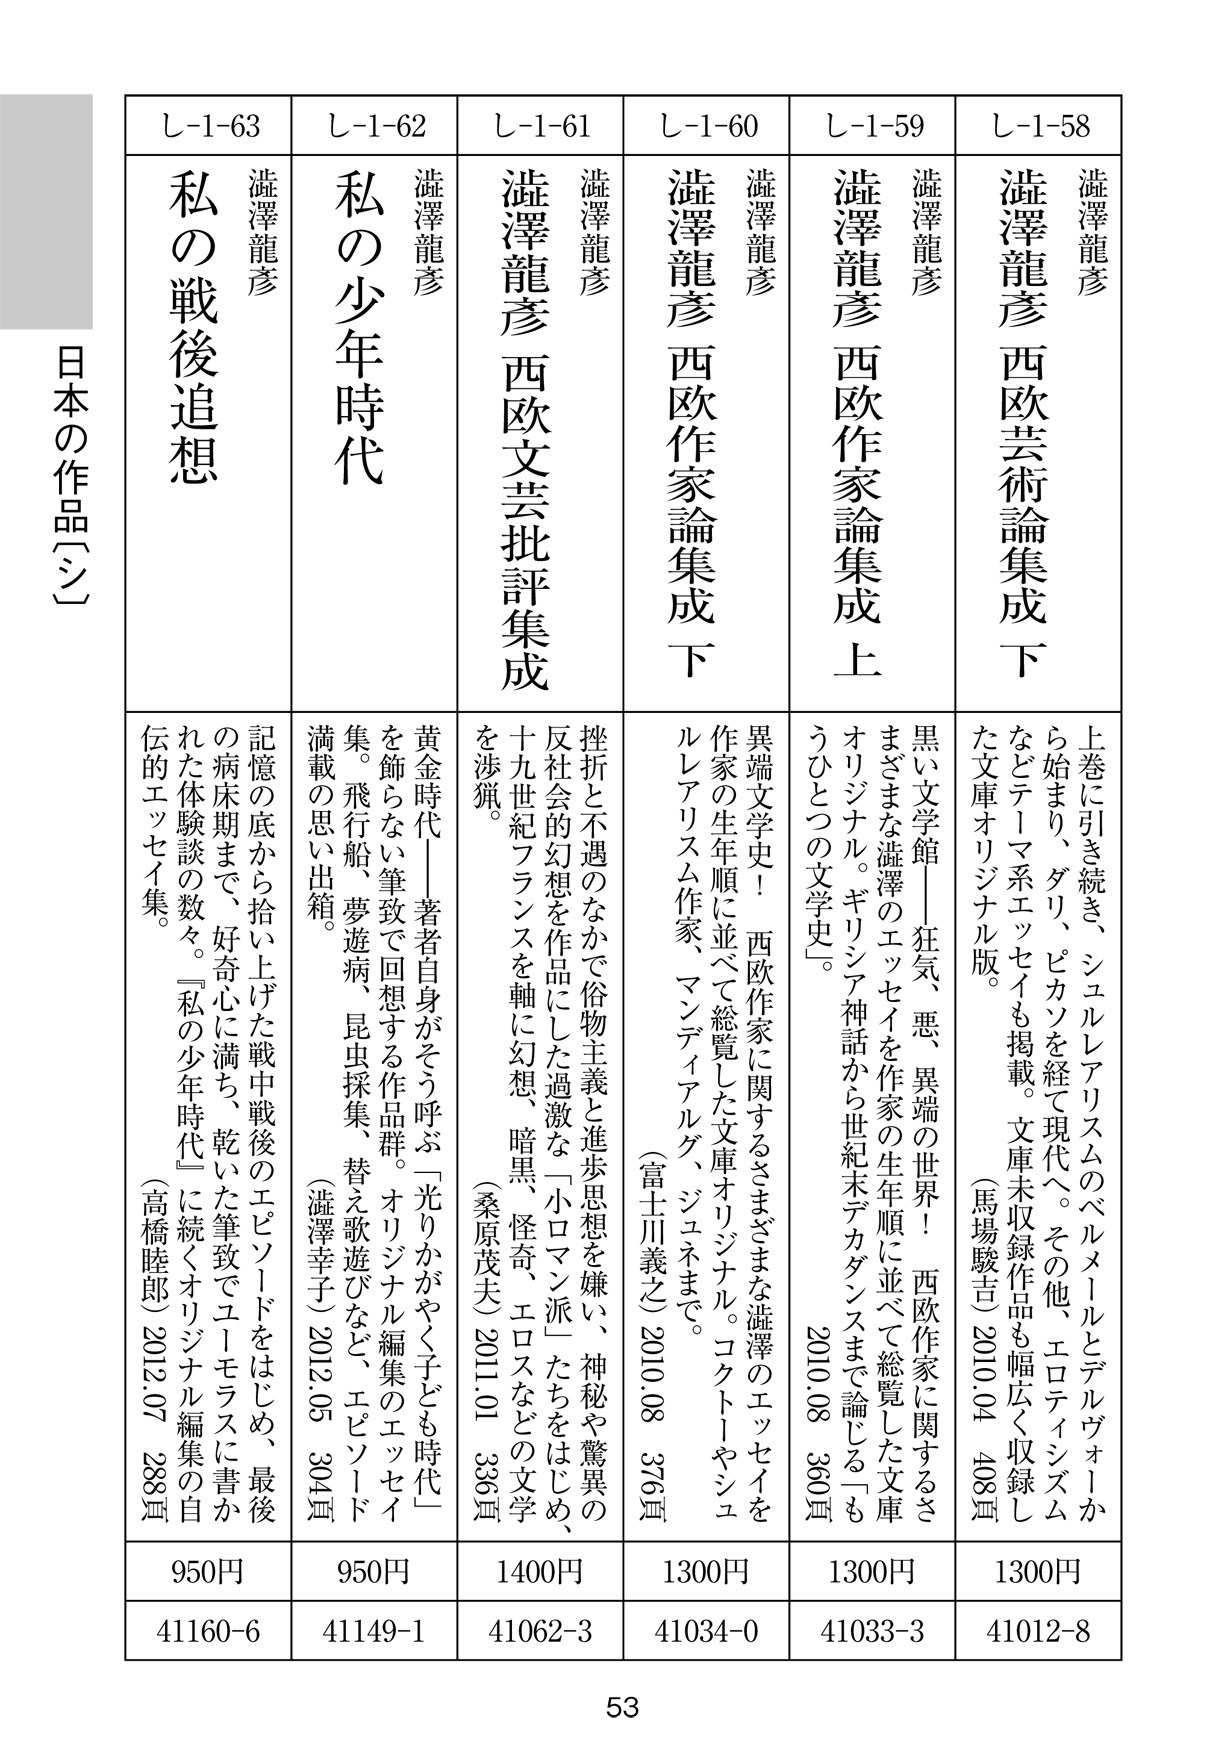 し-1-58
澁澤龍彥
澁澤龍彥 西欧芸術論集成 下
上巻に引き続き、シュルレアリスムのベルメールとデルヴォーか
ら始まり、ダリ、ピカソを経て現代へ。その他、エロティシズム
などテーマ系エッセイも掲載。文庫未収録作品も幅広く収録し
た文庫オリジナル版。
（馬場駿吉）2010.04 408頁
1300円
41012-8
し-1-59
澁澤龍彥
澁澤龍彥 西欧作家論集成 上
黒い文学館――狂気、悪、異端の世界！ 西欧作家に関するさ
まざまな澁澤のエッセイを作家の生年順に並べて総覧した文庫
オリジナル。ギリシア神話から世紀末デカダンスまで論じる「も
うひとつの文学史」。
2010.08 360頁
1300円
41033-3
し-1-60
澁澤龍彥
澁澤龍彥 西欧作家論集成 下
異端文学史！ 西欧作家に関するさまざまな澁澤のエッセイを
作家の生年順に並べて総覧した文庫オリジナル。コクトーやシュ
ルレアリスム作家、マンディアルグ、ジュネまで。
（富士川義之）2010.08 376頁
1300円
41034-0
し-1-61
澁澤龍彥
澁澤龍彥 西欧文芸批評集成
挫折と不遇のなかで俗物主義と進歩思想を嫌い、神秘や驚異の
反社会的幻想を作品にした過激な「小ロマン派」たちをはじめ、
十九世紀フランスを軸に幻想、暗黒、怪奇、エロスなどの文学
を渉猟。
（桑原茂夫）2011.01 336頁
1400円
41062-3
し-1-62
澁澤龍彥
私の少年時代
黄金時代――著者自身がそう呼ぶ「光りかがやく子ども時代」
を飾らない筆致で回想する作品群。オリジナル編集のエッセイ
集。飛行船、夢遊病、昆虫採集、替え歌遊びなど、エピソード
満載の思い出箱。
（澁澤幸子）2012.05 304頁
950円
41149-1
し-1-63
澁澤龍彥
私の戦後追想
記憶の底から拾い上げた戦中戦後のエピソードをはじめ、最後
の病床期まで、好奇心に満ち、乾いた筆致でユーモラスに書か
れた体験談の数々。『私の少年時代』に続くオリジナル編集の自
伝的エッセイ集。
（高橋睦郎）2012.07 288頁
950円
41160-6
日本の作品〔シ〕
53